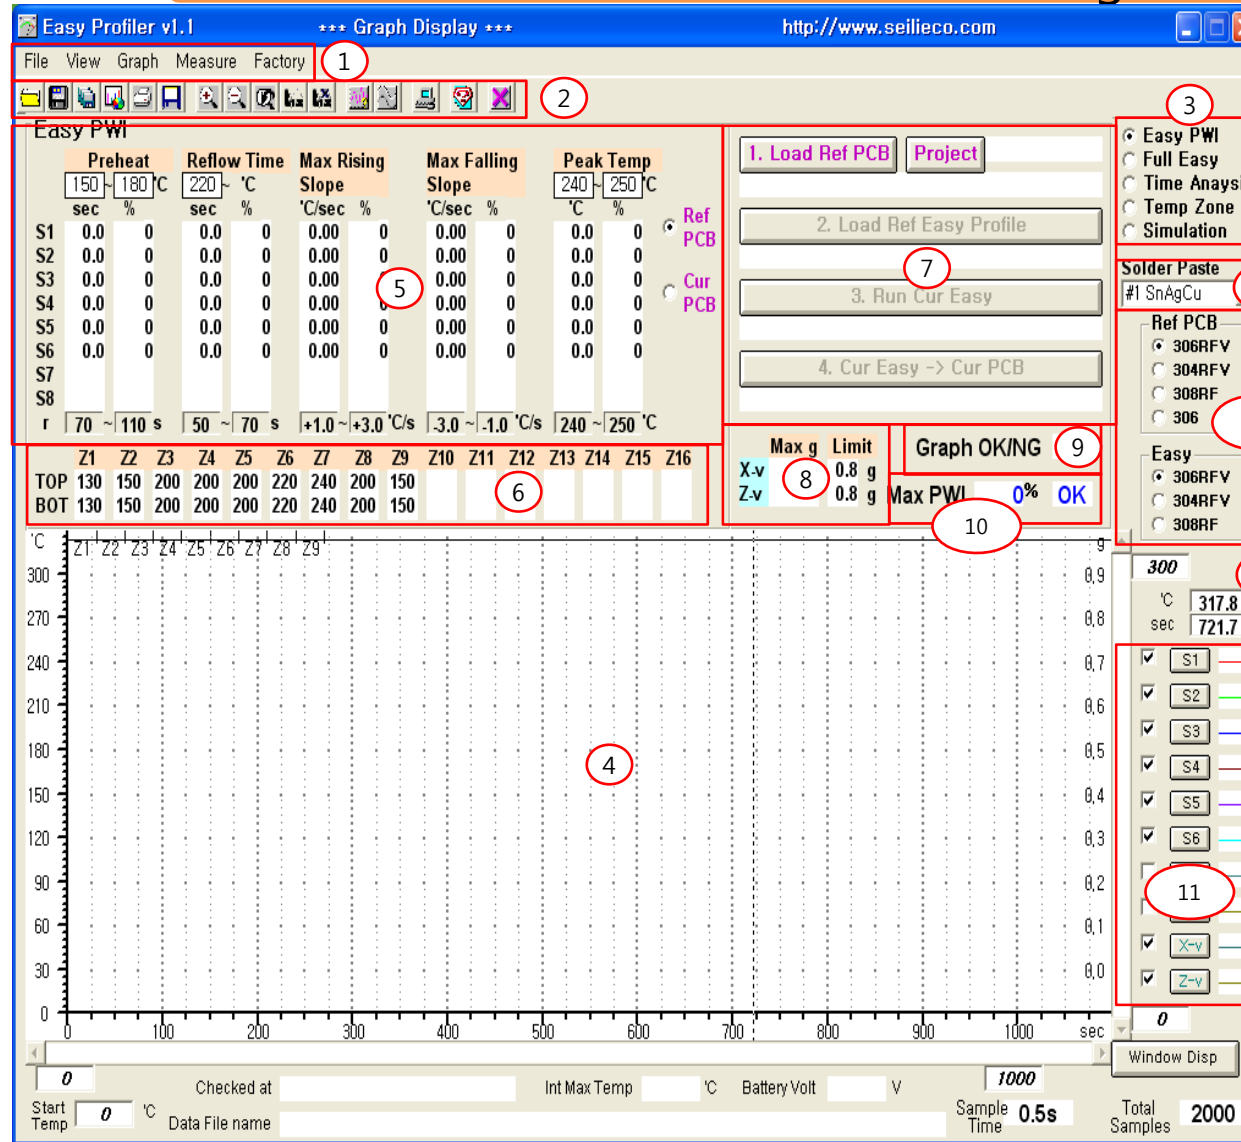 Easy Profiler v1.1 *** Graph Display *** http://www.seilieco.com
File View Graph Measure Factory 1
2
3
Easy PWI
Preheat Reflow Time Max Rising Slope Max Falling Slope Peak Temp
150 ~ 180 'C 220 ~ 'C 240 ~ 250 'C
sec % sec % 'C/sec % 'C/sec % 'C %
S1 0.0 0 0.0 0 0.00 0 0.00 0 0.0 0
S2 0.0 0 0.0 0 0.00 0 0.00 0 0.0 0
S3 0.0 0 0.0 0 0.00 0 0.00 0 0.0 0
S4 0.0 0 0.0 0 0.00 0 0.00 0 0.0 0
S5 0.0 0 0.0 0 0.00 0 0.00 0 0.0 0
S6 0.0 0 0.0 0 0.00 0 0.00 0 0.0 0
S7
S8
r 70 ~ 110 s 50 ~ 70 s +1.0 ~ +3.0 'C/s -3.0 ~ -1.0 'C/s 240 ~ 250 'C
5
Ref PCB
Cur PCB
1. Load Ref PCB Project
2. Load Ref Easy Profile
7
3. Run Cur Easy
4. Cur Easy -> Cur PCB
Easy PWI
Full Easy
Time Anaysi
Temp Zone
Simulation
Solder Paste
#1 SnAgCu
Ref PCB
306RFV
304RFV
308RF
306
Easy
306RFV
304RFV
308RF
Z1 Z2 Z3 Z4 Z5 Z6 Z7 Z8 Z9 Z10 Z11 Z12 Z13 Z14 Z15 Z16
TOP 130 150 200 200 200 220 240 200 150
BOT 130 150 200 200 200 220 240 200 150
6
Max g Limit
X-v 0.8 g
Z-v 0.8 g
8
Graph OK/NG 9
Max PWI 0% OK
10
'C Z1 Z2 Z3 Z4 Z5 Z6 Z7 Z8 Z9 g
300 0,9
270 0,8
240 0,7
210 0,6
180 0,5
150 0,4
120 0,3
90 0,2
60 0,1
30 0,0
0
4
0 100 200 300 400 500 600 700 800 900 1000 sec
300
'C 317.8
sec 721.7
S1
S2
S3
S4
S5
S6
11
X-v
Z-v
0
Window Disp
0 Checked at Int Max Temp 'C Battery Volt V 1000
Start Temp 0 'C Data File name Sample Time 0.5s Total Samples 2000